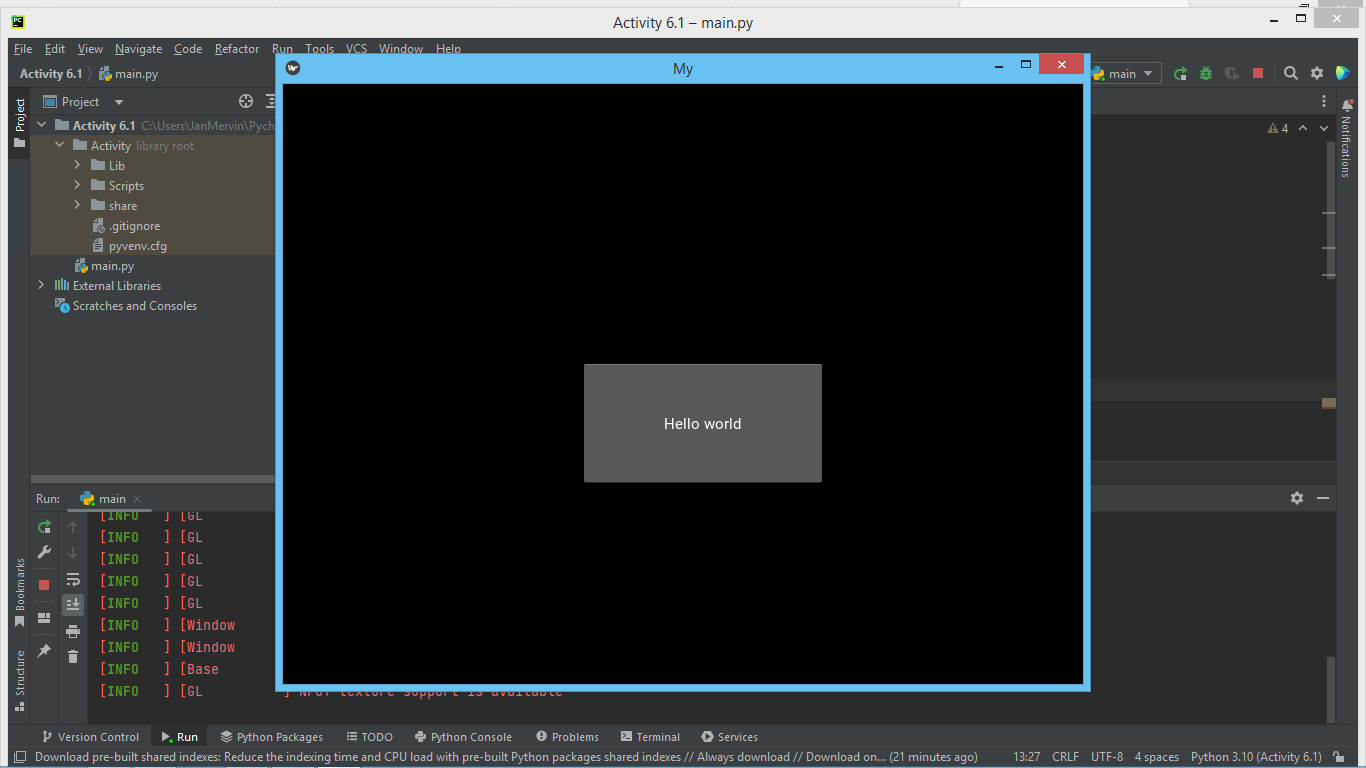 Activity 6.1 – main.py
File Edit View Navigate Code Refactor Run Tools VCS Window Help
Activity 6.1 main.py
main
My
Project
Project
Activity 6.1 C:\Users\JanMervin\Pych
Activity library root
Lib
Scripts
share
.gitignore
pyvenv.cfg
main.py
External Libraries
Scratches and Consoles
4
Notifications
Hello world
Run: main
[INFO ] [GL
[INFO ] [GL
[INFO ] [GL
[INFO ] [GL
[INFO ] [GL
[INFO ] [Window
[INFO ] [Window
[INFO ] [Base
[INFO ] [GL ] NPOT texture support is available
Bookmarks
Structure
Version Control Run Python Packages TODO Python Console Problems Terminal Services
Download pre-built shared indexes: Reduce the indexing time and CPU load with pre-built Python packages shared indexes // Always download // Download on... (21 minutes ago) 13:27 CRLF UTF-8 4 spaces Python 3.10 (Activity 6.1)